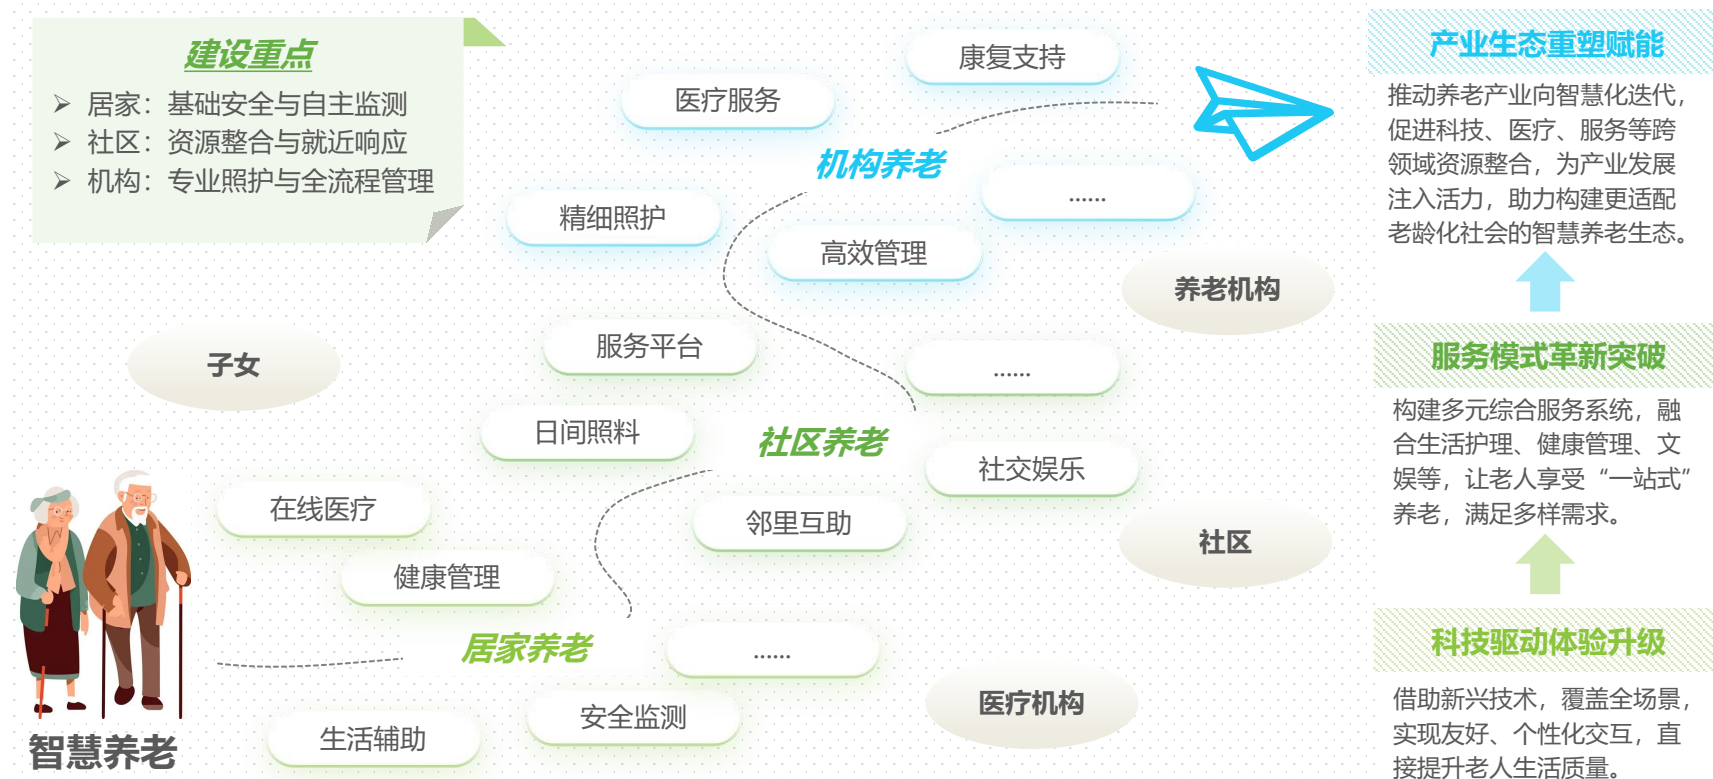 建设重点
➢ 居家：基础安全与自主监测
➢ 社区：资源整合与就近响应
➢ 机构：专业照护与全流程管理
康复支持
医疗服务
机构养老
......
精细照护
高效管理
养老机构
子女
服务平台
......
日间照料
社区养老
社交娱乐
在线医疗
邻里互助
社区
健康管理
居家养老
......
医疗机构
安全监测
生活辅助
智慧养老
产业生态重塑赋能
推动养老产业向智慧化迭代，
促进科技、医疗、服务等跨
领域资源整合，为产业发展
注入活力，助力构建更适配
老龄化社会的智慧养老生态。
服务模式革新突破
构建多元综合服务系统，融
合生活护理、健康管理、文
娱等，让老人享受“一站式”
养老，满足多样需求。
科技驱动体验升级
借助新兴技术，覆盖全场景，
实现友好、个性化交互，直
接提升老人生活质量。